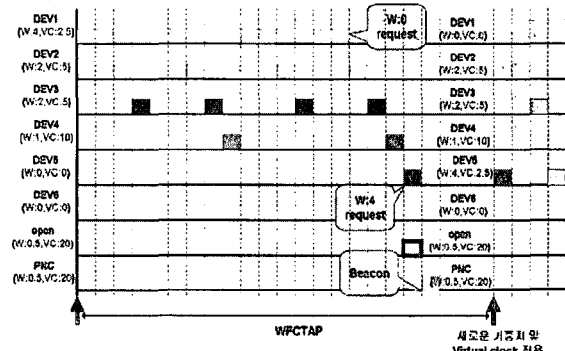 DEV1
(W:4,VC:2.5)
DEV2
(W:2,VC:5)
DEV3
(W:2,VC:5)
DEV4
(W:1,VC:10)
DEV5
(W:0,VC:0)
DEV6
(W:0,VC:0)
open
(W:0.5,VC:20)
PNC
(W:0.5,VC:20)
W:0
request
W:4
request
Beacon
DEV1
(W:0,VC:0)
DEV2
(W:2,VC:5)
DEV3
(W:2,VC:5)
DEV4
(W:1,VC:10)
DEV5
(W:4,VC:2.5)
DEV6
(W:0,VC:0)
open
(W:0.5,VC:20)
PNC
(W:0.5,VC:20)
WFCTAP
새로운 가중치 및
Virtual clock 적용